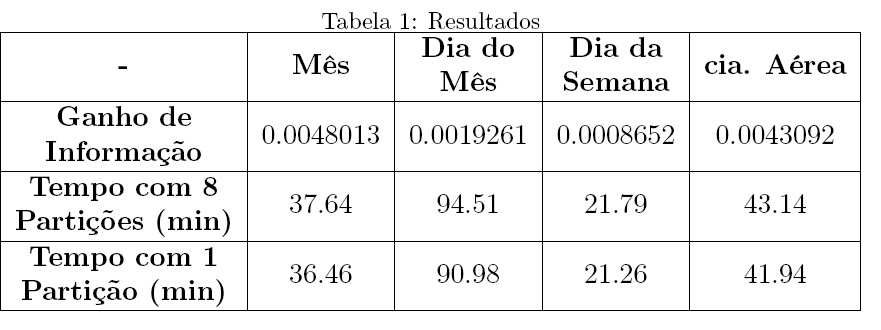 Tabela 1: Resultados
- Mês Dia do Mês Dia da Semana cia. Aérea
Ganho de Informação 0.0048013 0.0019261 0.0008652 0.0043092
Tempo com 8 Partições (min) 37.64 94.51 21.79 43.14
Tempo com 1 Partição (min) 36.46 90.98 21.26 41.94